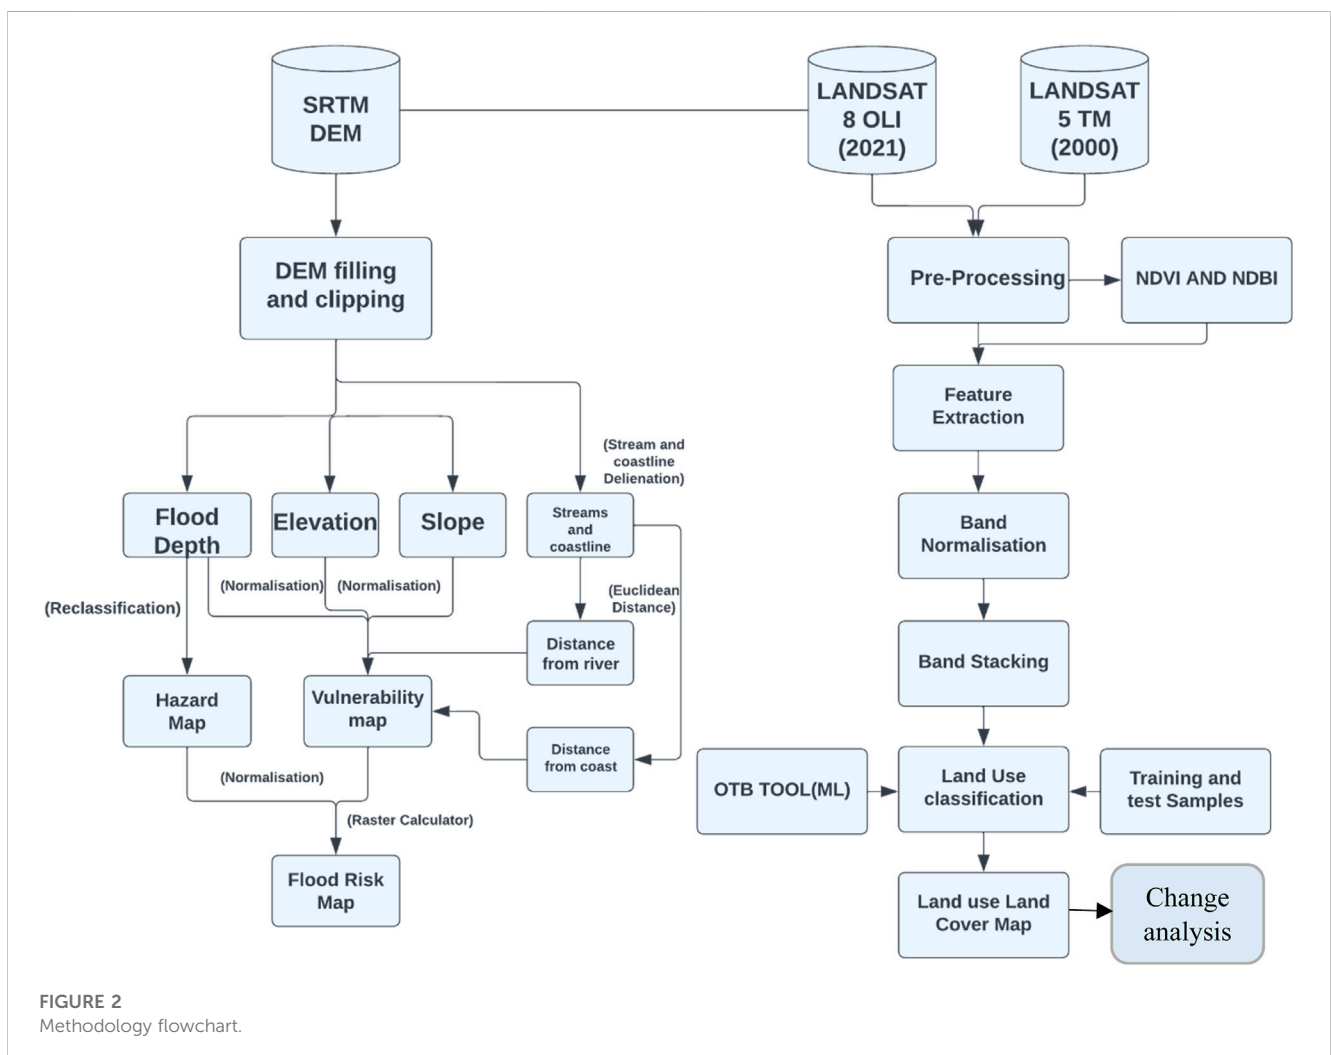 SRTM
DEM
LANDSAT
8 OLI
(2021)
LANDSAT
5 TM
(2000)
DEM filling
and clipping
Pre-Processing
NDVI AND NDBI
Feature
Extraction
(Stream and
coastline
Delienation)
Flood
Depth
Elevation
Slope
Streams
and
coastline
Band
Normalisation
(Reclassification)
(Normalisation)
(Normalisation)
(Euclidean
Distance)
Distance
from river
Band Stacking
Hazard
Map
Vulnerability
map
Distance
from coast
(Normalisation)
(Raster Calculator)
OTB TOOL(ML)
Land Use
classification
Training and
test Samples
Flood Risk
Map
Land use Land
Cover Map
Change
analysis
FIGURE 2
Methodology flowchart.